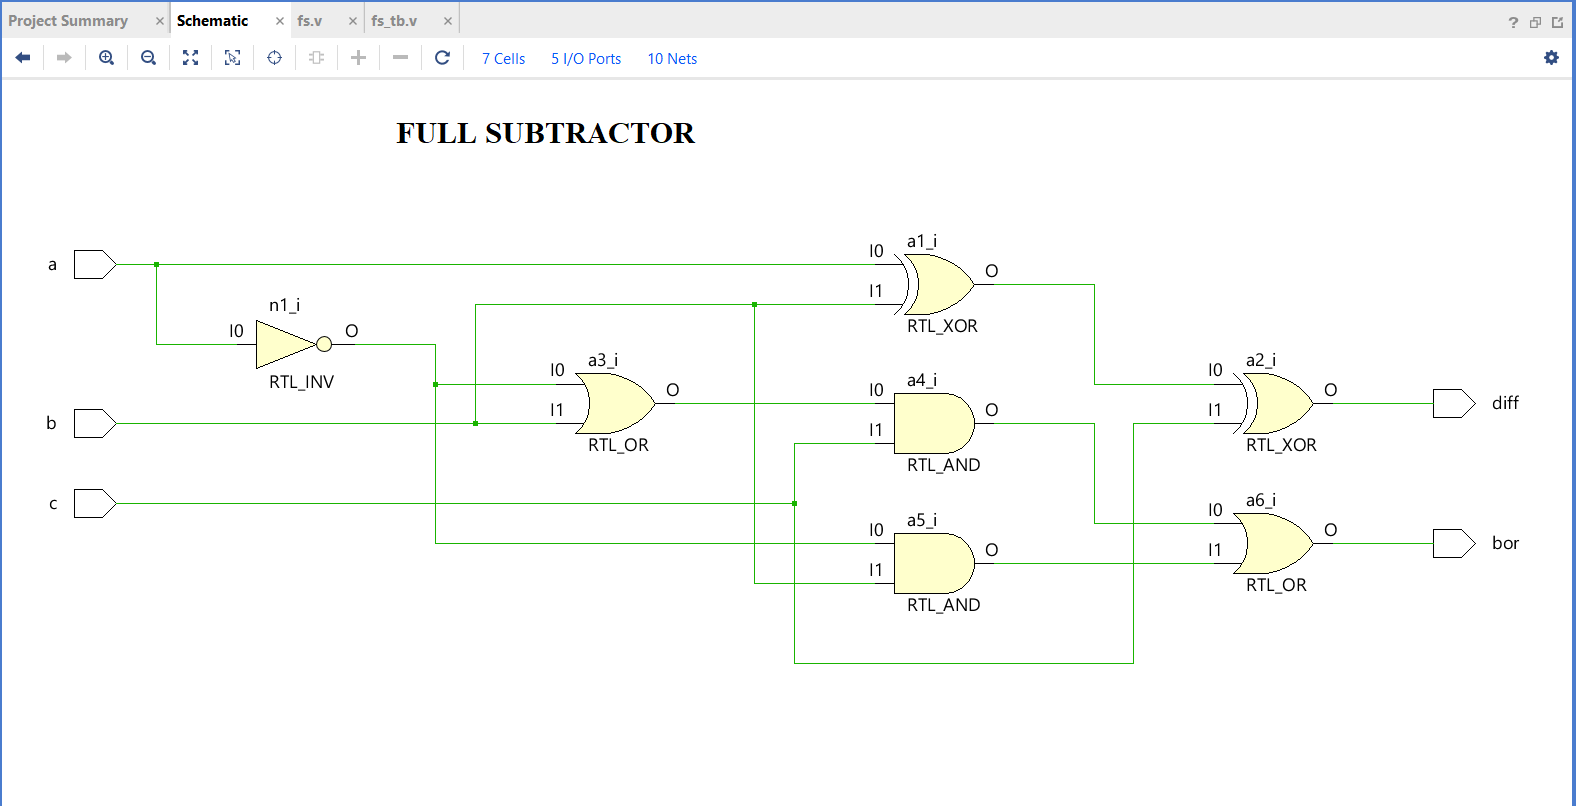 Project Summary × Schematic × fs.v × fs_tb.v ×
?
7 Cells 5 I/O Ports 10 Nets
FULL SUBTRACTOR
a
I0 a1_i O
I1
RTL_XOR
n1_i
I0 O
RTL_INV
a3_i
I0 O
I1
RTL_OR
a2_i
I0 O
I1
RTL_XOR
diff
a4_i
I0 O
I1
RTL_AND
b
c
a5_i
I0 O
I1
RTL_AND
a6_i
I0 O
I1
RTL_OR
bor